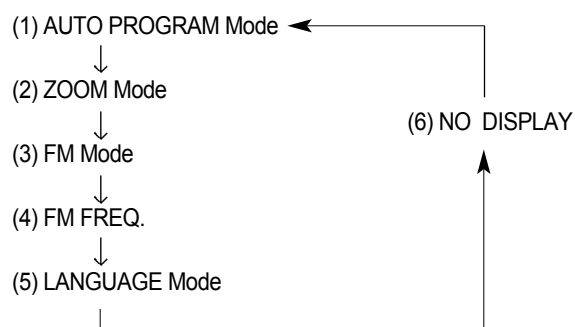 (1) AUTO PROGRAM Mode
(2) ZOOM Mode
(3) FM Mode
(4) FM FREQ.
(5) LANGUAGE Mode
(6) NO DISPLAY